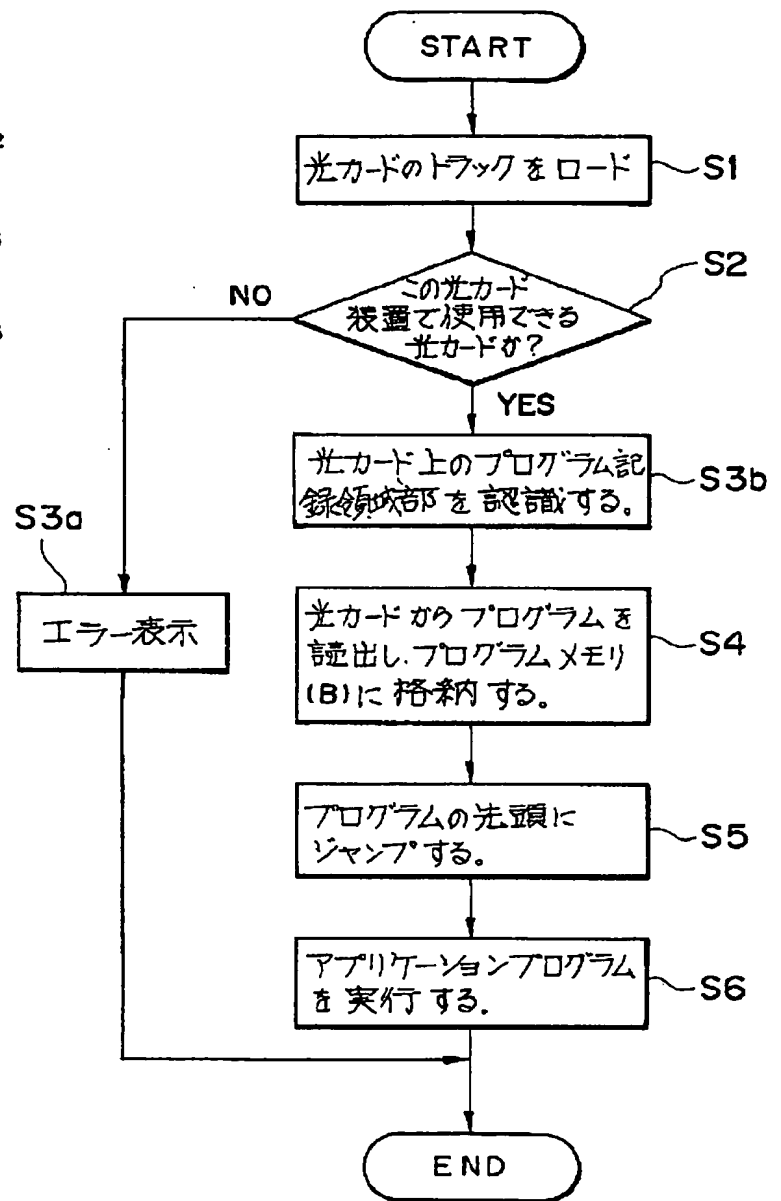 START
光カードのトラックをロード
S1
この光カード
装置で使用できる
光カードか?
S2
NO
YES
光カード上のプログラム記
録領域部を認識する。
S3b
S3a
エラー表示
光カードからプログラムを
読出し、プログラムメモリ
(B)に格納する。
S4
プログラムの先頭に
ジャンプする。
S5
アプリケーションプログラム
を実行する。
S6
END